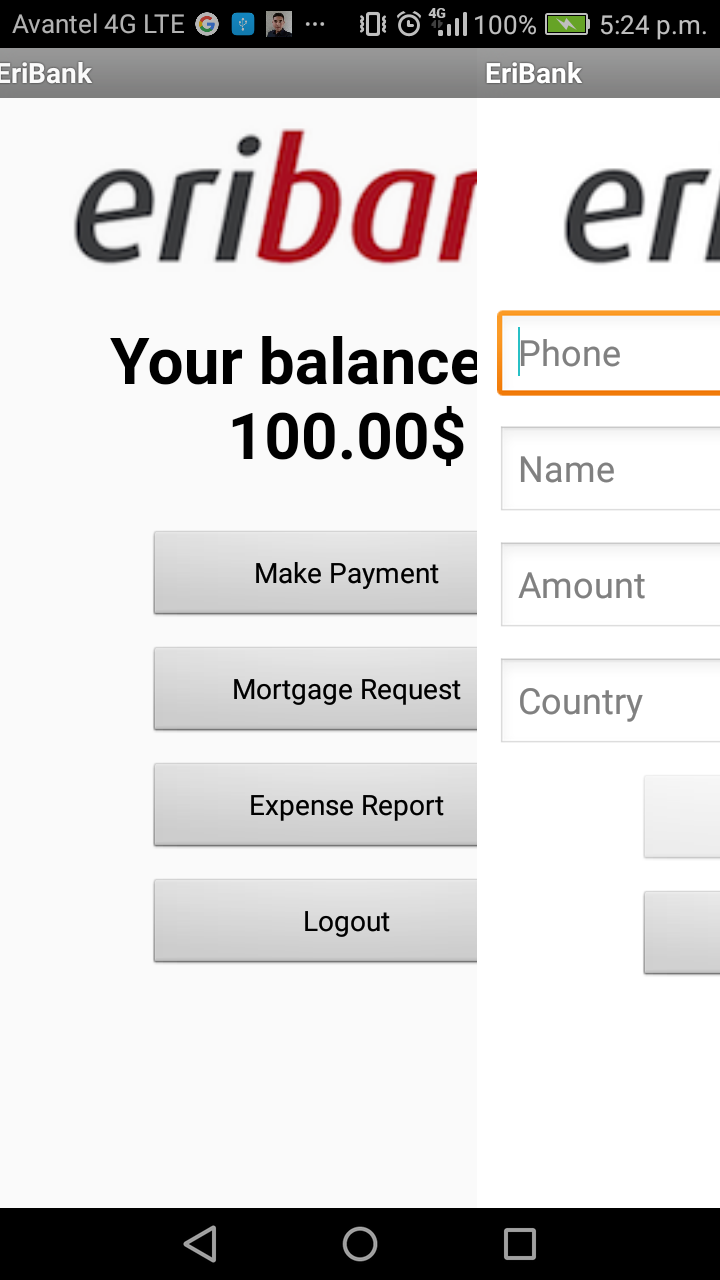 Avantel 4G LTE ... 4G 100% 5:24 p.m.
EriBank
eriban
Your balance
100.00$
Make Payment
Mortgage Request
Expense Report
Logout
EriBank
eri
Phone
Name
Amount
Country